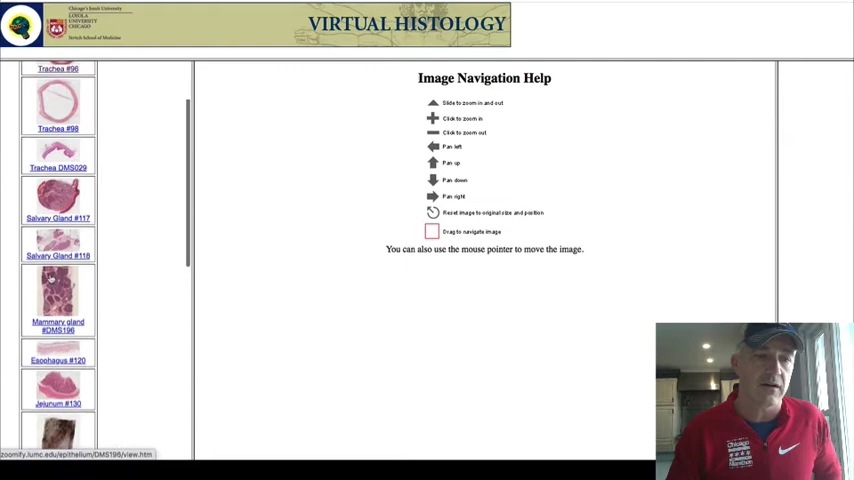 Chicago's Jesuit University
LOYOLA
UNIVERSITY
CHICAGO
Stritch School of Medicine
VIRTUAL HISTOLOGY
Trachea #96
Trachea #98
Trachea DMS029
Salvary Gland #117
Salvary Gland #118
Mammary gland
#DMS196
Esophagus #120
Jejunum #130
zoomify.lumc.edu/epithelium/DMS196/view.htm
Image Navigation Help
Slide to zoom in and out
Click to zoom in
Click to zoom out
Pan left
Pan up
Pan down
Pan right
Reset image to original size and position
Drag to navigate image
You can also use the mouse pointer to move the image.
Chicago
Marathon